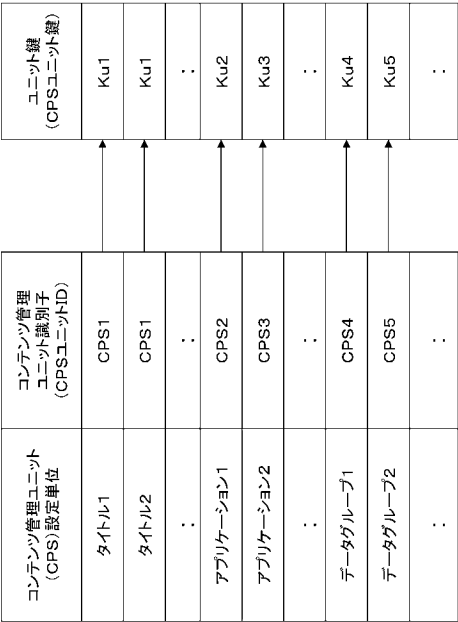 コンテンツ管理ユニット
(CPS)設定単位
コンテンツ管理
ユニット識別子
(CPSユニットID)
ユニット鍵
(CPSユニット鍵)
タイトル1
CPS1
Ku1
タイトル2
CPS1
Ku1
:
:
:
アプリケーション1
CPS2
Ku2
アプリケーション2
CPS3
Ku3
:
:
:
データグループ1
CPS4
Ku4
データグループ2
CPS5
Ku5
:
:
: